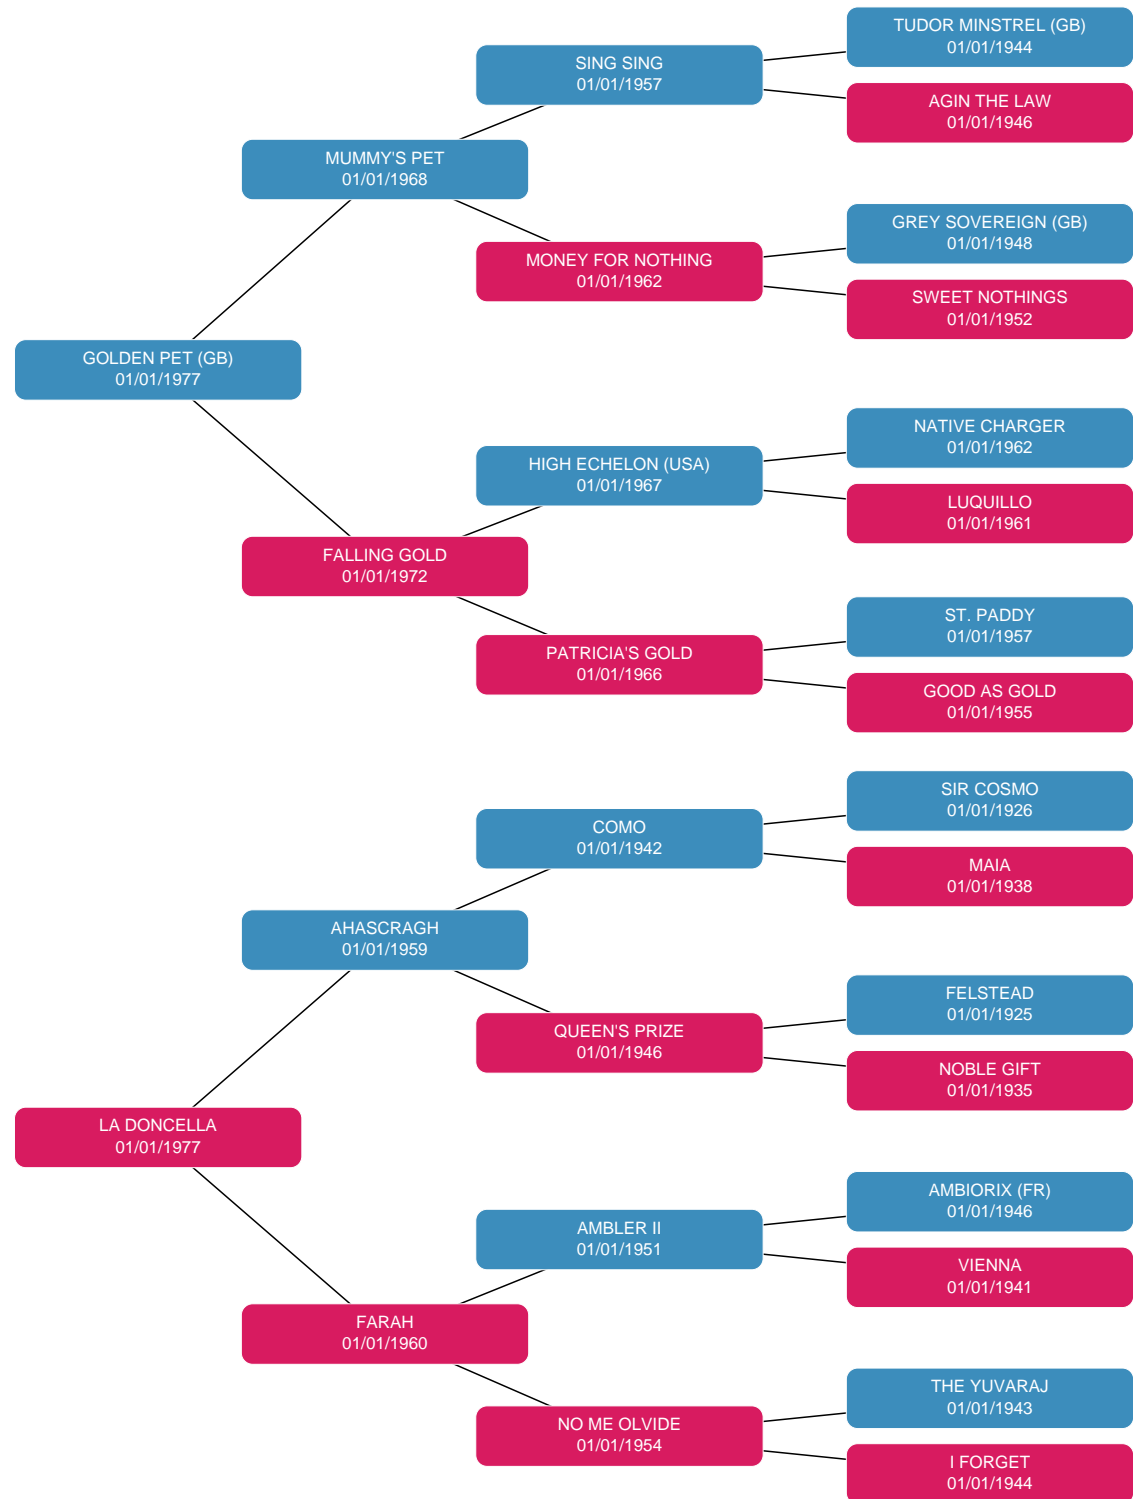 TUDOR MINSTREL (GB)
01/01/1944
SING SING
01/01/1957
AGIN THE LAW
01/01/1946
MUMMY'S PET
01/01/1968
GREY SOVEREIGN (GB)
01/01/1948
MONEY FOR NOTHING
01/01/1962
SWEET NOTHINGS
01/01/1952
GOLDEN PET (GB)
01/01/1977
NATIVE CHARGER
01/01/1962
HIGH ECHELON (USA)
01/01/1967
LUQUILLO
01/01/1961
FALLING GOLD
01/01/1972
ST. PADDY
01/01/1957
PATRICIA'S GOLD
01/01/1966
GOOD AS GOLD
01/01/1955
SIR COSMO
01/01/1926
COMO
01/01/1942
MAIA
01/01/1938
AHASCRAGH
01/01/1959
FELSTEAD
01/01/1925
QUEEN'S PRIZE
01/01/1946
NOBLE GIFT
01/01/1935
LA DONCELLA
01/01/1977
AMBIORIX (FR)
01/01/1946
AMBLER II
01/01/1951
VIENNA
01/01/1941
FARAH
01/01/1960
THE YUVARAJ
01/01/1943
NO ME OLVIDE
01/01/1954
I FORGET
01/01/1944